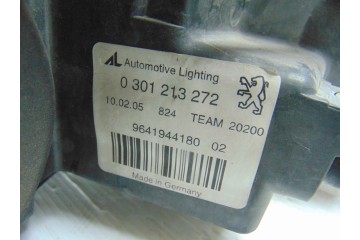 AL Automotive Lighting
0 301 213 272
10.02.05 824 TEAM 20200
9641944180 02
Made in Germany